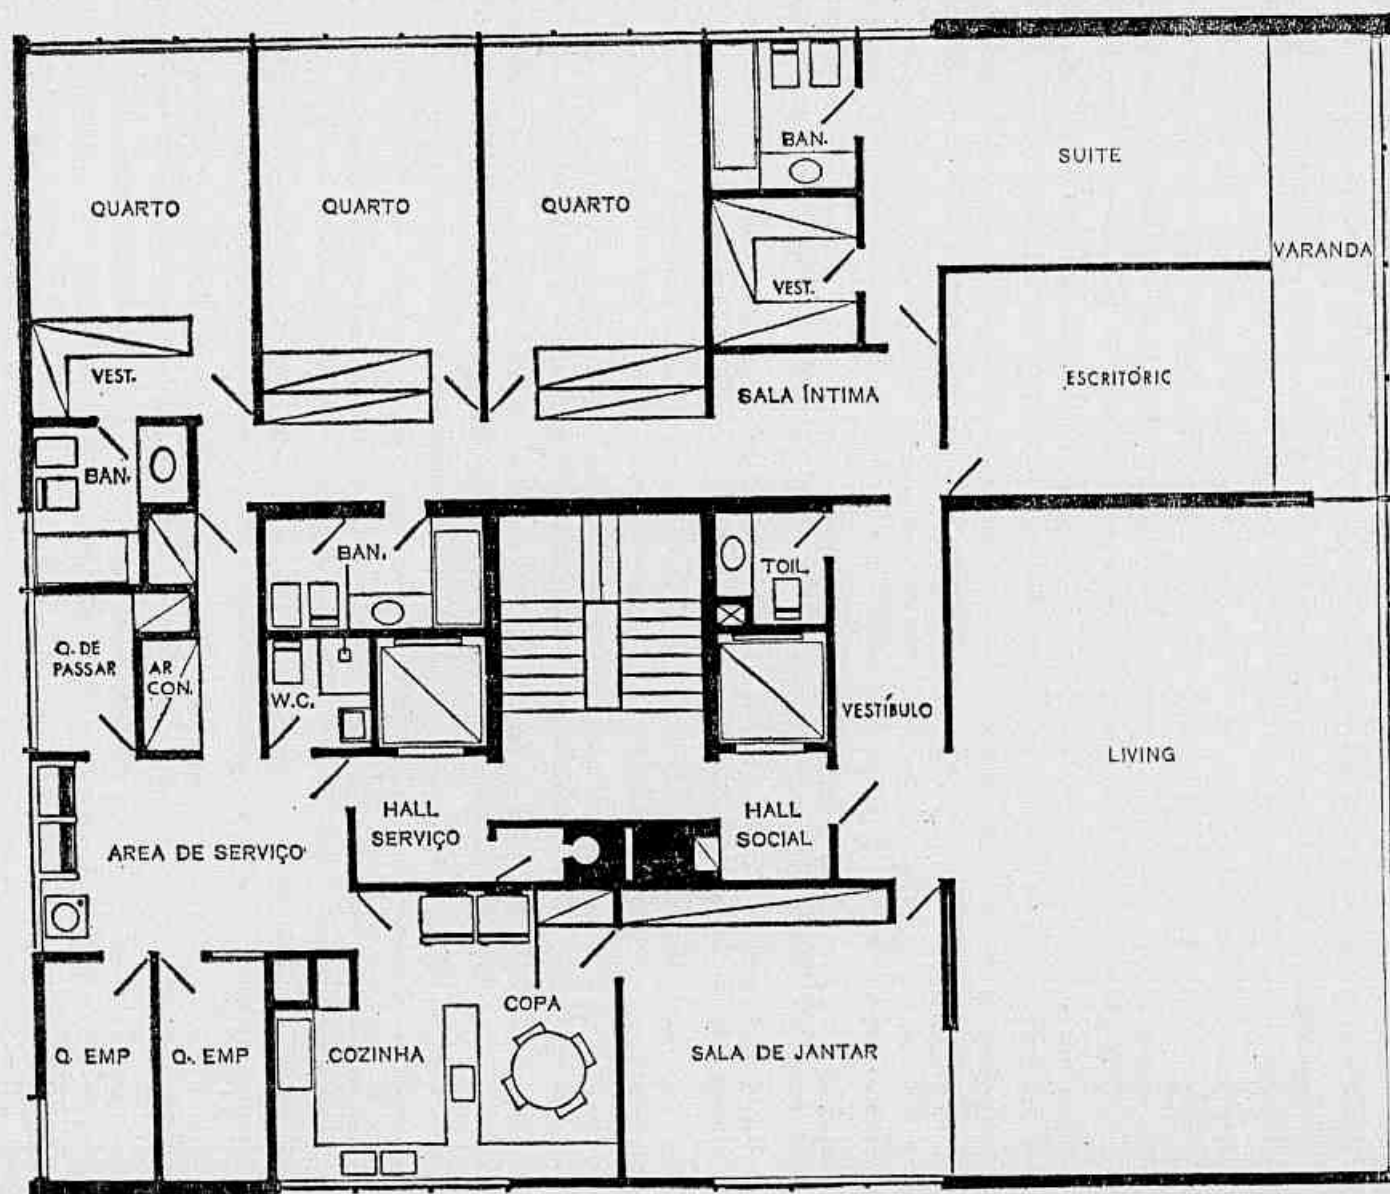 BAN.
SUITE
QUARTO
QUARTO
QUARTO
VARANDA
VEST.
VEST.
ESCRITÓRIC
SALA ÍNTIMA
BAN.
BAN.
TOIL.
Q. DE
PASSAR
AR
CON.
W.C.
VESTÍBULO
LIVING
HALL
SERVIÇO
HALL
SOCIAL
AREA DE SERVIÇO
COPA
Q EMP
Q. EMP
COZINHA
SALA DE JANTAR